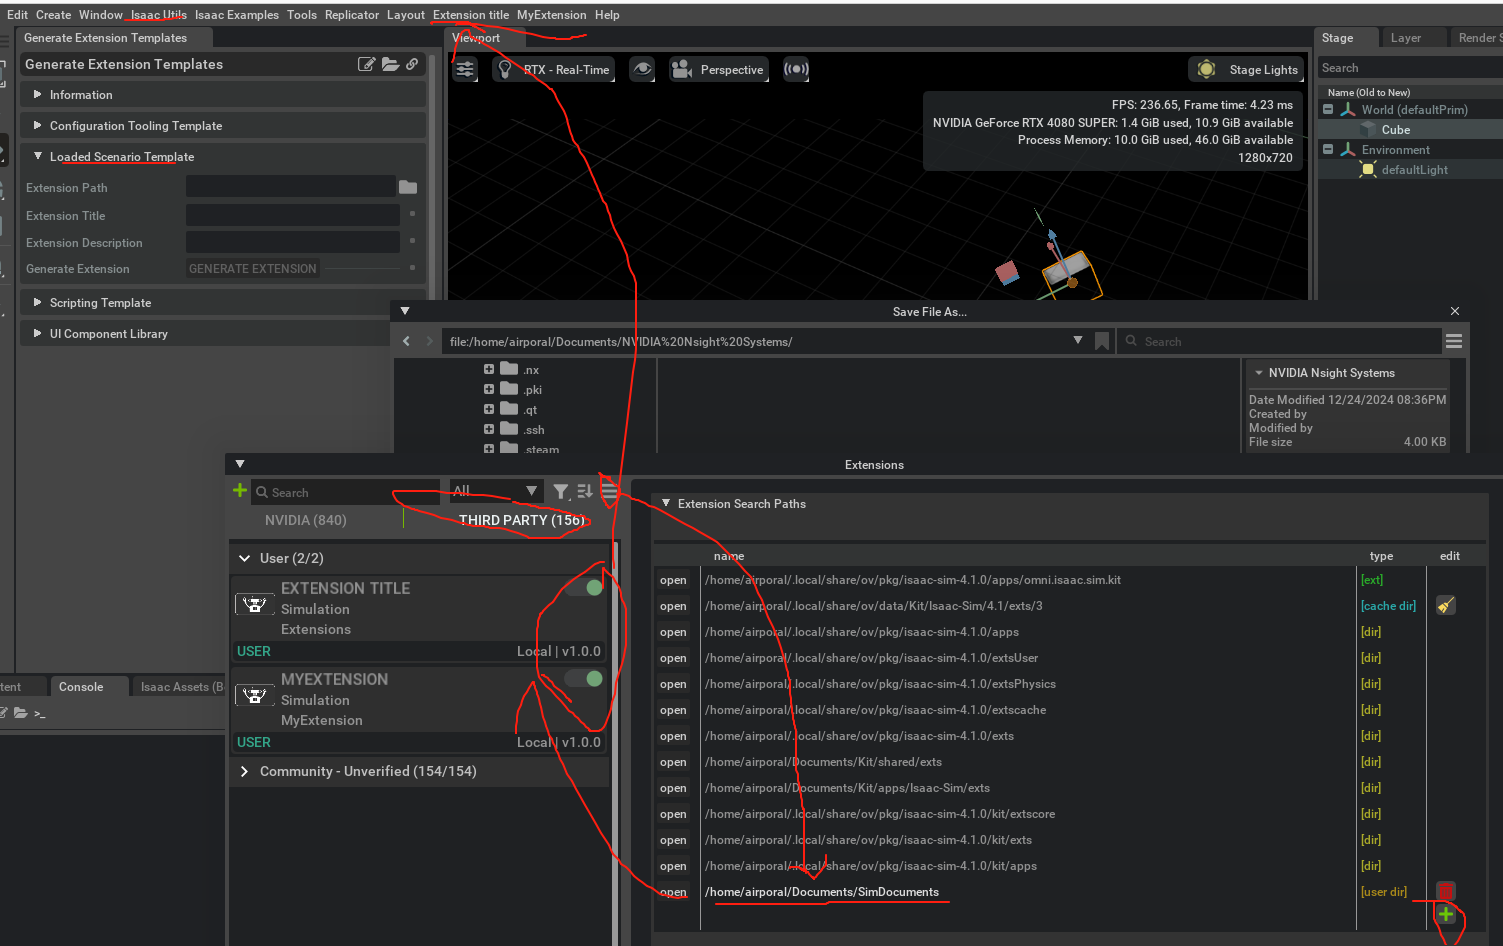 Edit Create Window Isaac Utils Isaac Examples Tools Replicator Layout Extension title MyExtension Help
Generate Extension Templates
Generate Extension Templates
Information
Configuration Tooling Template
Loaded Scenario Template
Extension Path
Extension Title
Extension Description
Generate Extension GENERATE EXTENSION
Scripting Template
UI Component Library
Viewport
RTX - Real-Time
Perspective
Stage Lights
FPS: 236.65, Frame time: 4.23 ms
NVIDIA GeForce RTX 4080 SUPER: 1.4 GiB used, 10.9 GiB available
Process Memory: 10.0 GiB used, 46.0 GiB available
1280x720
Stage Layer Render S
Search
Name (Old to New)
World (defaultPrim)
Cube
Environment
defaultLight
Save File As...
file:/home/airporal/Documents/NVIDIA%20Nsight%20Systems/
Search
.nx
.pki
.qt
.ssh
.steam
NVIDIA Nsight Systems
Date Modified 12/24/2024 08:36PM
Created by
Modified by
File size 4.00 KB
Extensions
Search
All
NVIDIA (840)
THIRD PARTY (156)
User (2/2)
EXTENSION TITLE
Simulation
Extensions
USER Local | v1.0.0
MYEXTENSION
Simulation
MyExtension
USER Local | v1.0.0
Community - Unverified (154/154)
Extension Search Paths
name type edit
open /home/airporal/.local/share/ov/pkg/isaac-sim-4.1.0/apps/omni.isaac.sim.kit [ext]
open /home/airporal/.local/share/ov/data/Kit/Isaac-Sim/4.1/exts/3 [cache dir]
open /home/airporal/.local/share/ov/pkg/isaac-sim-4.1.0/apps [dir]
open /home/airporal/.local/share/ov/pkg/isaac-sim-4.1.0/extsUser [dir]
open /home/airporal/.local/share/ov/pkg/isaac-sim-4.1.0/extsPhysics [dir]
open /home/airporal/.local/share/ov/pkg/isaac-sim-4.1.0/extscache [dir]
open /home/airporal/.local/share/ov/pkg/isaac-sim-4.1.0/exts [dir]
open /home/airporal/Documents/Kit/shared/exts [dir]
open /home/airporal/Documents/Kit/apps/Isaac-Sim/exts [dir]
open /home/airporal/.local/share/ov/pkg/isaac-sim-4.1.0/kit/extscore [dir]
open /home/airporal/.local/share/ov/pkg/isaac-sim-4.1.0/kit/exts [dir]
open /home/airporal/.local/share/ov/pkg/isaac-sim-4.1.0/kit/apps [dir]
open /home/airporal/Documents/SimDocuments [user dir]
tent Console Isaac Assets (B
>_